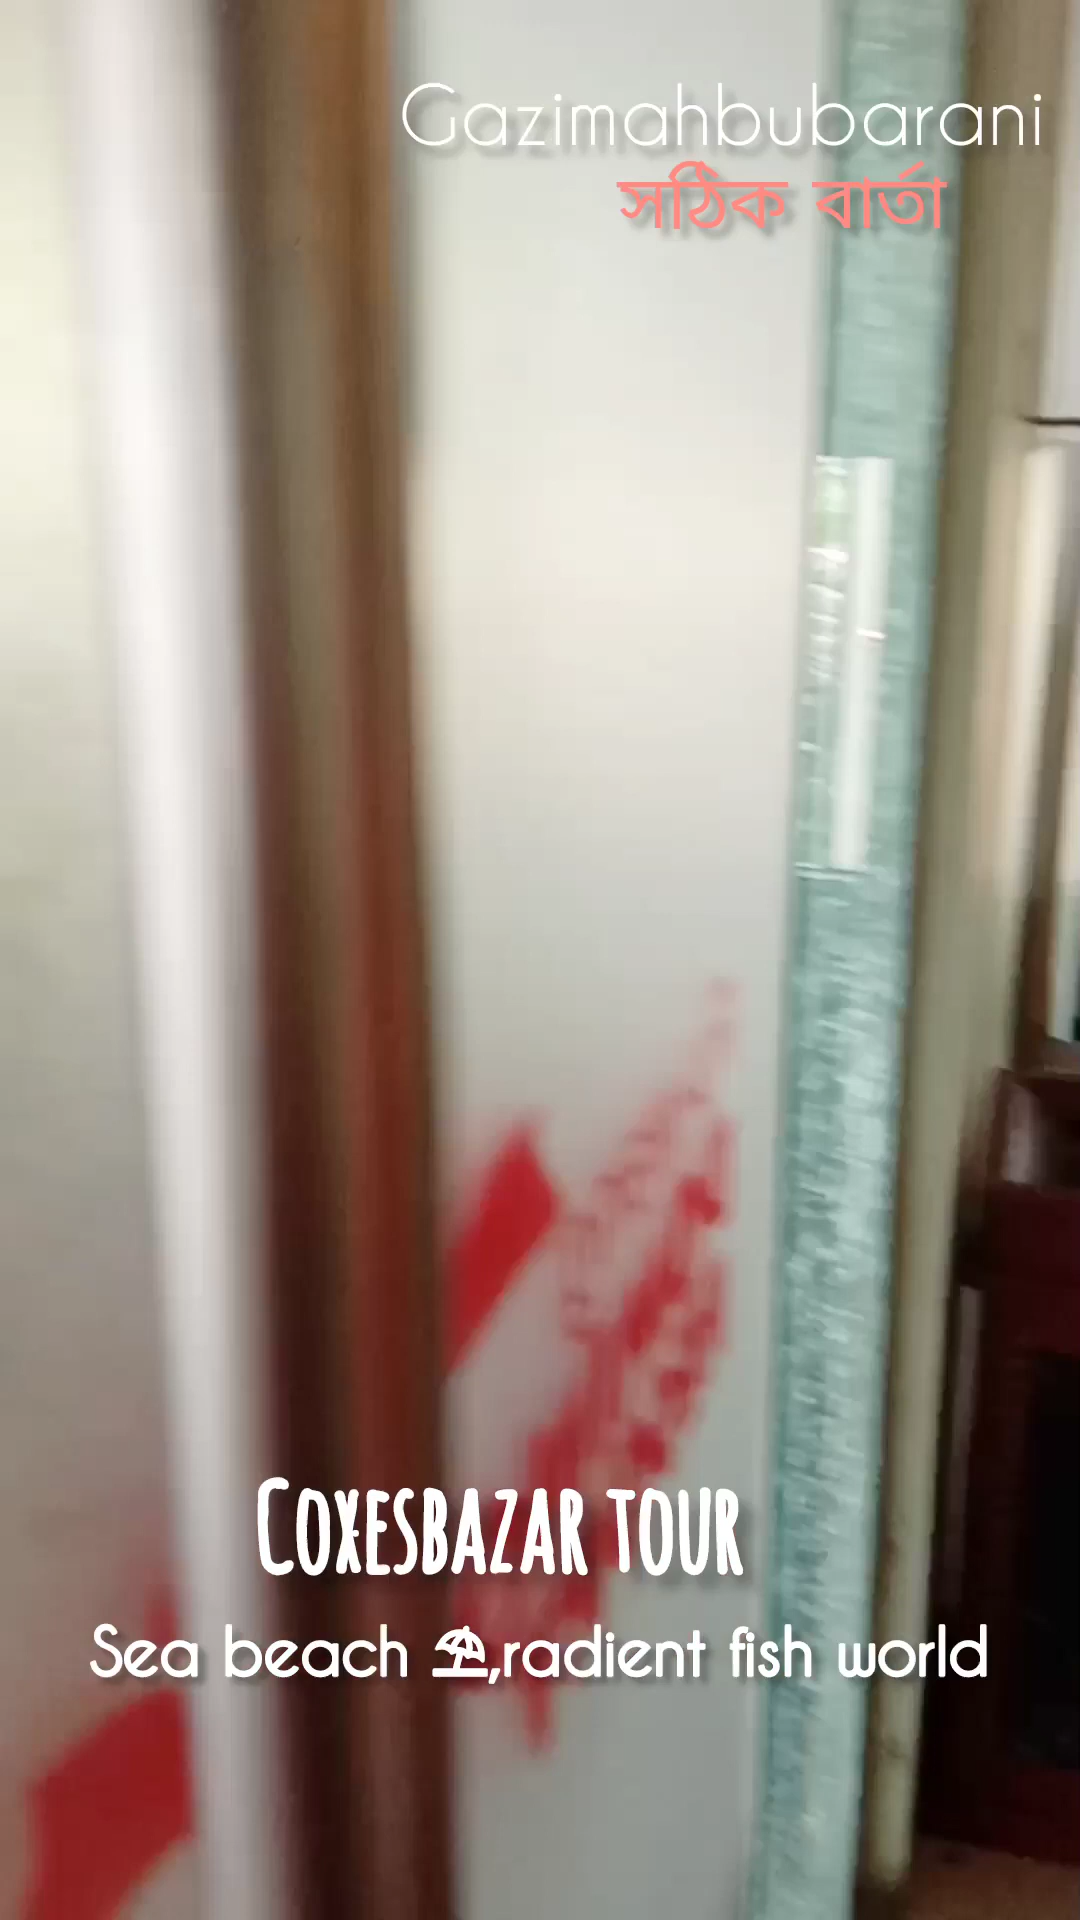 Gazimahbubarani
সঠিক বার্তা
Coxesbazar tour
Sea beach ⛱,radient fish world